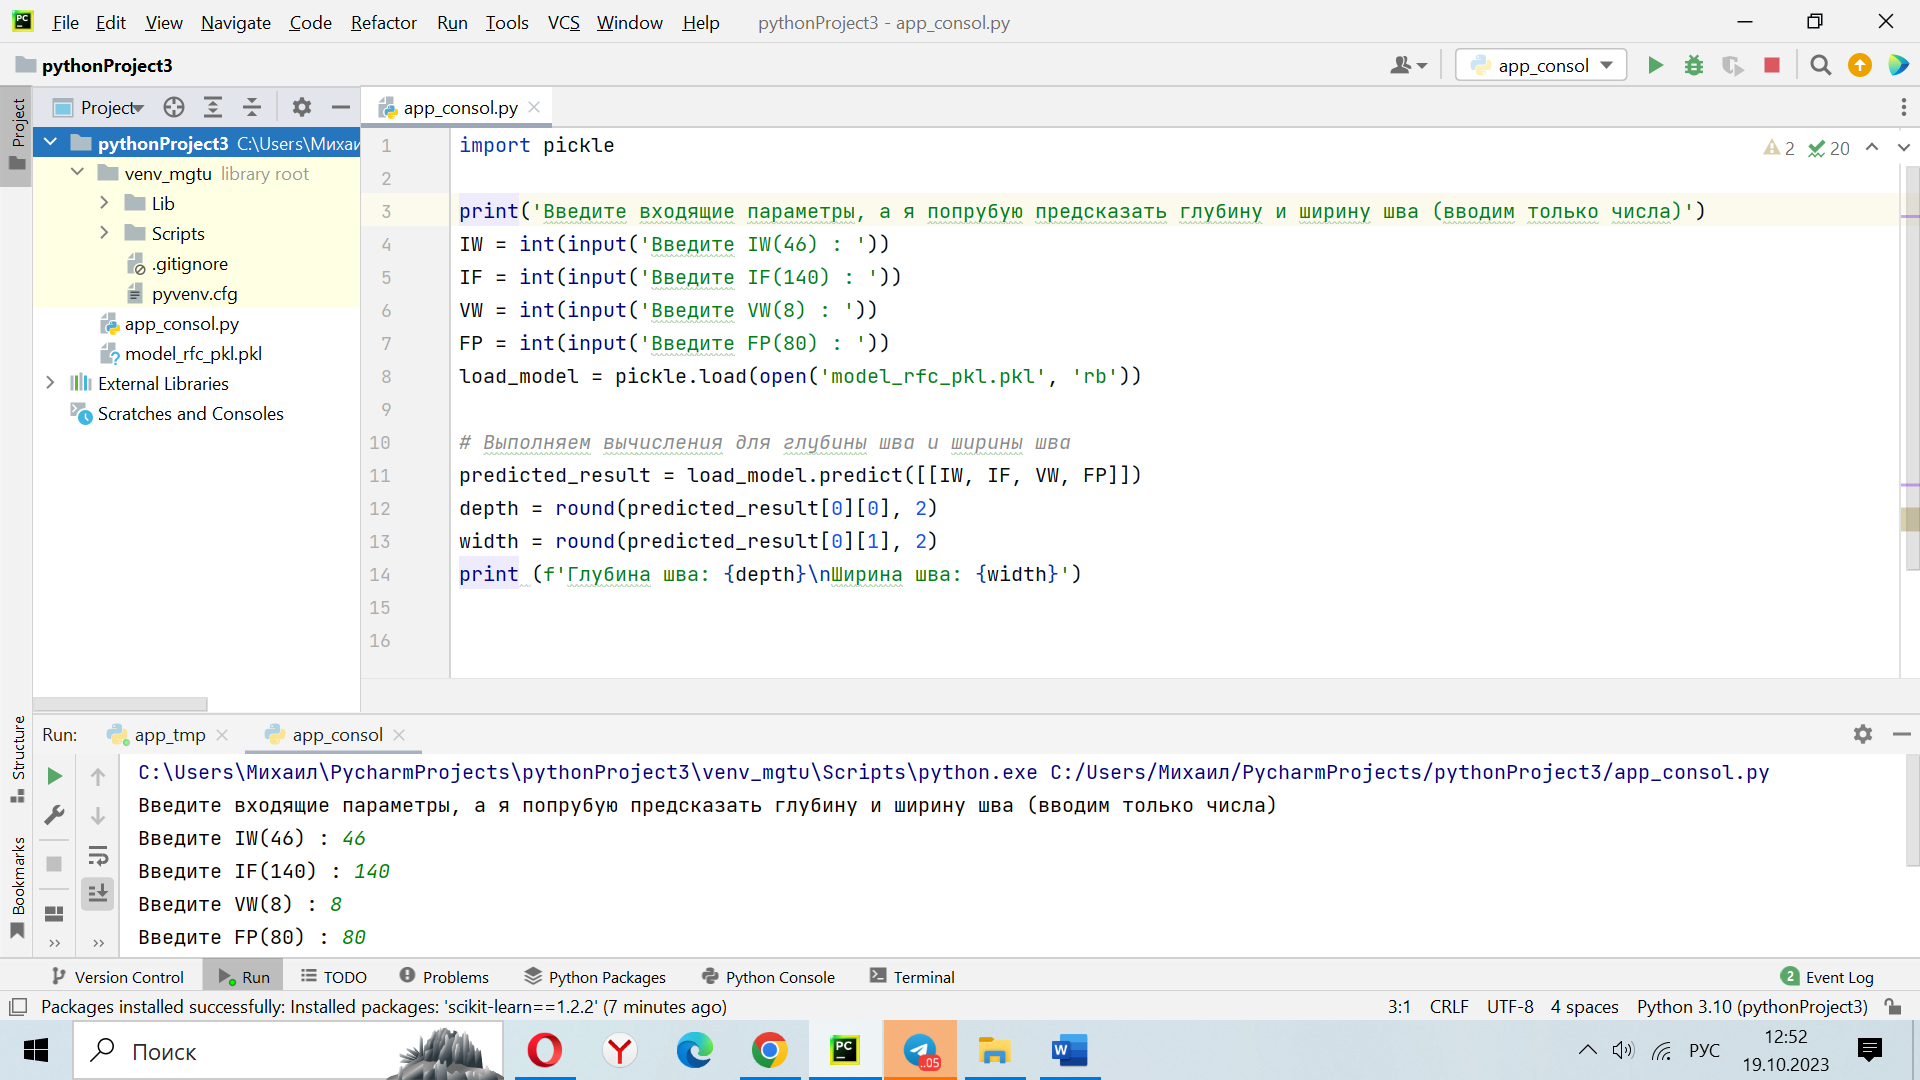 File Edit View Navigate Code Refactor Run Tools VCS Window Help pythonProject3 - app_consol.py
pythonProject3
app_consol
Project
Project
app_consol.py
pythonProject3 C:\Users\Михаи
venv_mgtu library root
Lib
Scripts
.gitignore
pyvenv.cfg
app_consol.py
model_rfc_pkl.pkl
External Libraries
Scratches and Consoles
2 20
1 import pickle
2
3 print('Введите входящие параметры, а я попрубую предсказать глубину и ширину шва (вводим только числа)')
4 IW = int(input('Введите IW(46) : '))
5 IF = int(input('Введите IF(140) : '))
6 VW = int(input('Введите VW(8) : '))
7 FP = int(input('Введите FP(80) : '))
8 load_model = pickle.load(open('model_rfc_pkl.pkl', 'rb'))
9
10 # Выполняем вычисления для глубины шва и ширины шва
11 predicted_result = load_model.predict([[IW, IF, VW, FP]])
12 depth = round(predicted_result[0][0], 2)
13 width = round(predicted_result[0][1], 2)
14 print (f'Глубина шва: {depth}\nШирина шва: {width}')
15
16
Structure
Bookmarks
Run: app_tmp app_consol
C:\Users\Михаил\PycharmProjects\pythonProject3\venv_mgtu\Scripts\python.exe C:/Users/Михаил/PycharmProjects/pythonProject3/app_consol.py
Введите входящие параметры, а я попрубую предсказать глубину и ширину шва (вводим только числа)
Введите IW(46) : 46
Введите IF(140) : 140
Введите VW(8) : 8
Введите FP(80) : 80
Version Control Run TODO Problems Python Packages Python Console Terminal 2 Event Log
Packages installed successfully: Installed packages: 'scikit-learn==1.2.2' (7 minutes ago) 3:1 CRLF UTF-8 4 spaces Python 3.10 (pythonProject3)
Поиск
PC
..05
W
РУС
12:52
19.10.2023